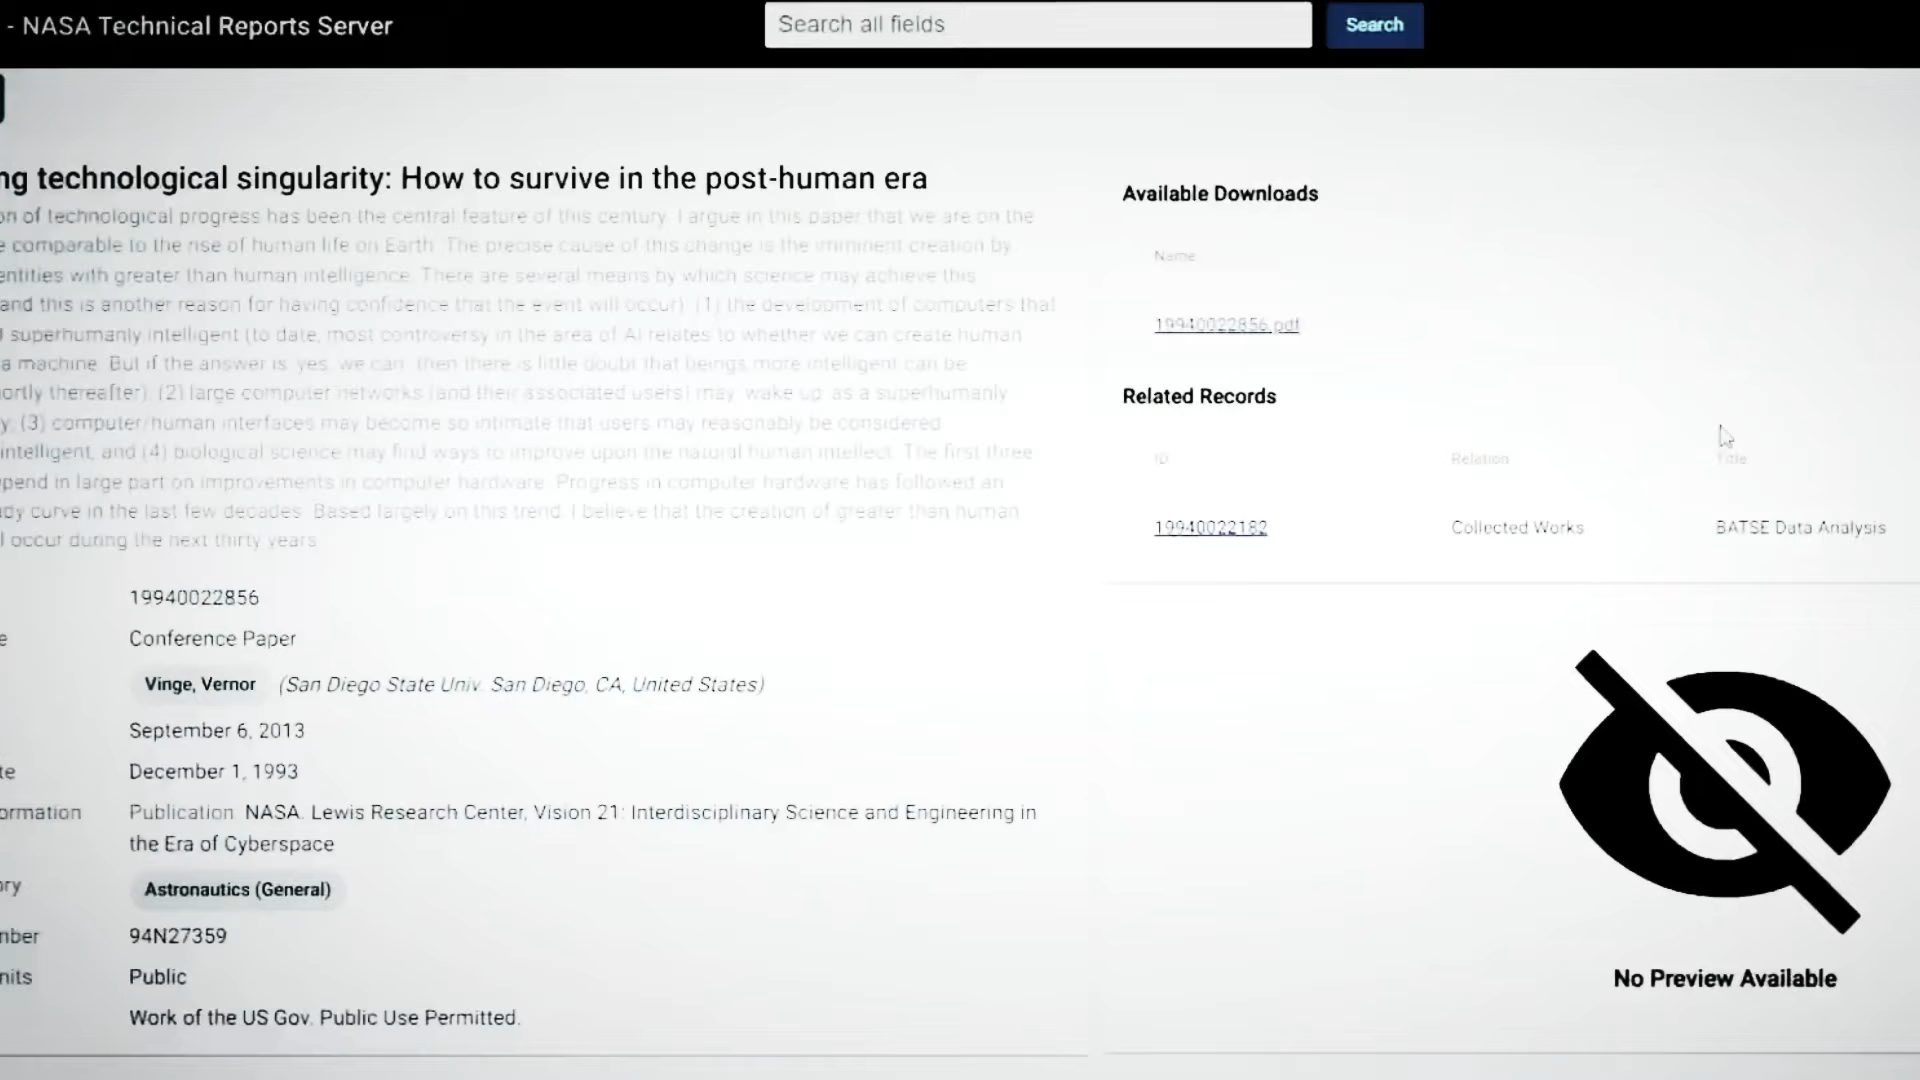 - NASA Technical Reports Server
Search all fields
Search
ng technological singularity: How to survive in the post-human era
on of technological progress has been the central feature of this century. I argue in this paper that we are on the
e comparable to the rise of human life on Earth. The precise cause of this change is the imminent creation by
entities with greater than human intelligence. There are several means by which science may achieve this
and this is another reason for having confidence that the event will occur): (1) the development of computers that
superhumanly intelligent (to date, most controversy in the area of AI relates to whether we can create human
a machine. But if the answer is yes, we can, then there is little doubt that beings more intelligent can be
ortly thereafter); (2) large computer networks (and their associated users) may wake up as a superhumanly
y; (3) computer/human interfaces may become so intimate that users may reasonably be considered
intelligent; and (4) biological science may find ways to improve upon the natural human intellect. The first three
pend in large part on improvements in computer hardware. Progress in computer hardware has followed an
dy curve in the last few decades. Based largely on this trend, I believe that the creation of greater than human
l occur during the next thirty years.
19940022856
e Conference Paper
Vinge, Vernor (San Diego State Univ. San Diego, CA, United States)
September 6, 2013
te December 1, 1993
ormation Publication: NASA. Lewis Research Center, Vision 21: Interdisciplinary Science and Engineering in
the Era of Cyberspace
ory Astronautics (General)
nber 94N27359
nits Public
Work of the US Gov. Public Use Permitted.
Available Downloads
Name
19940022856.pdf
Related Records
ID Relation Title
19940022182 Collected Works BATSE Data Analysis
No Preview Available